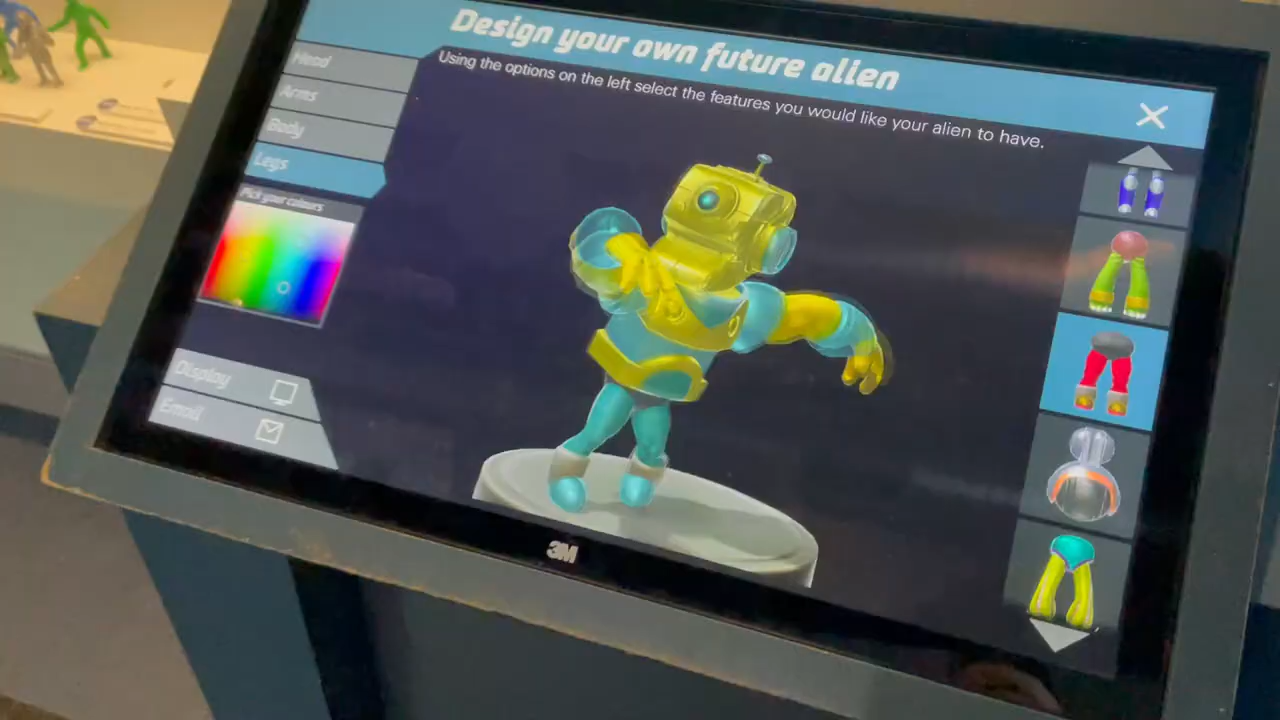 Design your own future alien
Using the options on the left select the features you would like your alien to have.
Head
Arms
Body
Legs
Pick your colours
Display
Email
3M